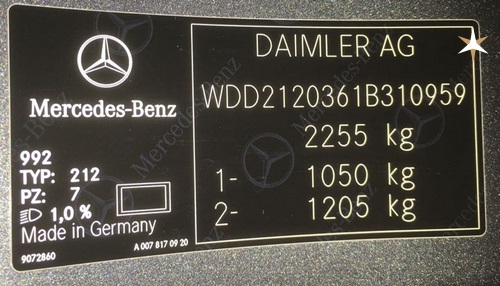 Mercedes-Benz
992
TYP: 212
PZ: 7
1,0 %
Made in Germany
9072860
A 007 817 09 20
DAIMLER AG
WDD2120361B310959
2255 kg
1- 1050 kg
2- 1205 kg